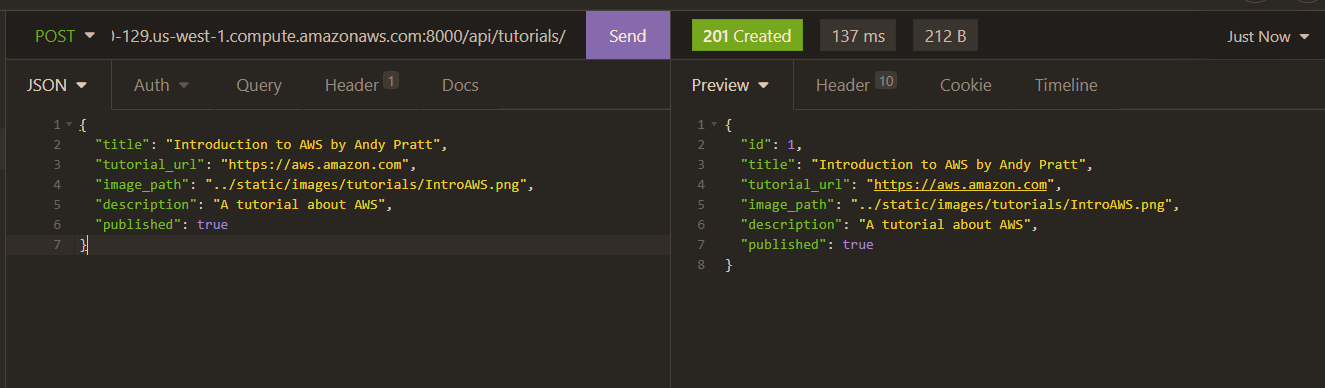 POST
)-129.us-west-1.compute.amazonaws.com:8000/api/tutorials/
Send
201 Created
137 ms
212 B
Just Now
JSON
Auth
Query
Header 1
Docs
Preview
Header 10
Cookie
Timeline
1 {
2 "title": "Introduction to AWS by Andy Pratt",
3 "tutorial_url": "https://aws.amazon.com",
4 "image_path": "../static/images/tutorials/IntroAWS.png",
5 "description": "A tutorial about AWS",
6 "published": true
7 }
1 {
2 "id": 1,
3 "title": "Introduction to AWS by Andy Pratt",
4 "tutorial_url": "https://aws.amazon.com",
5 "image_path": "../static/images/tutorials/IntroAWS.png",
6 "description": "A tutorial about AWS",
7 "published": true
8 }